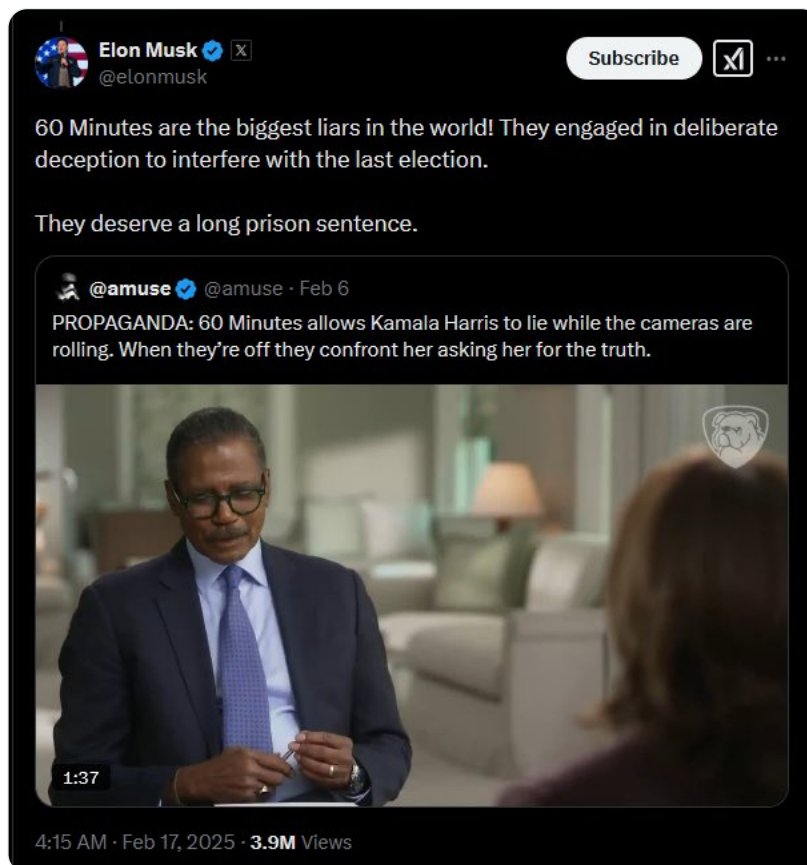 Elon Musk
@elonmusk
Subscribe
60 Minutes are the biggest liars in the world! They engaged in deliberate
deception to interfere with the last election.
They deserve a long prison sentence.
@amuse @amuse · Feb 6
PROPAGANDA: 60 Minutes allows Kamala Harris to lie while the cameras are
rolling. When they’re off they confront her asking her for the truth.
1:37
4:15 AM · Feb 17, 2025 · 3.9M Views